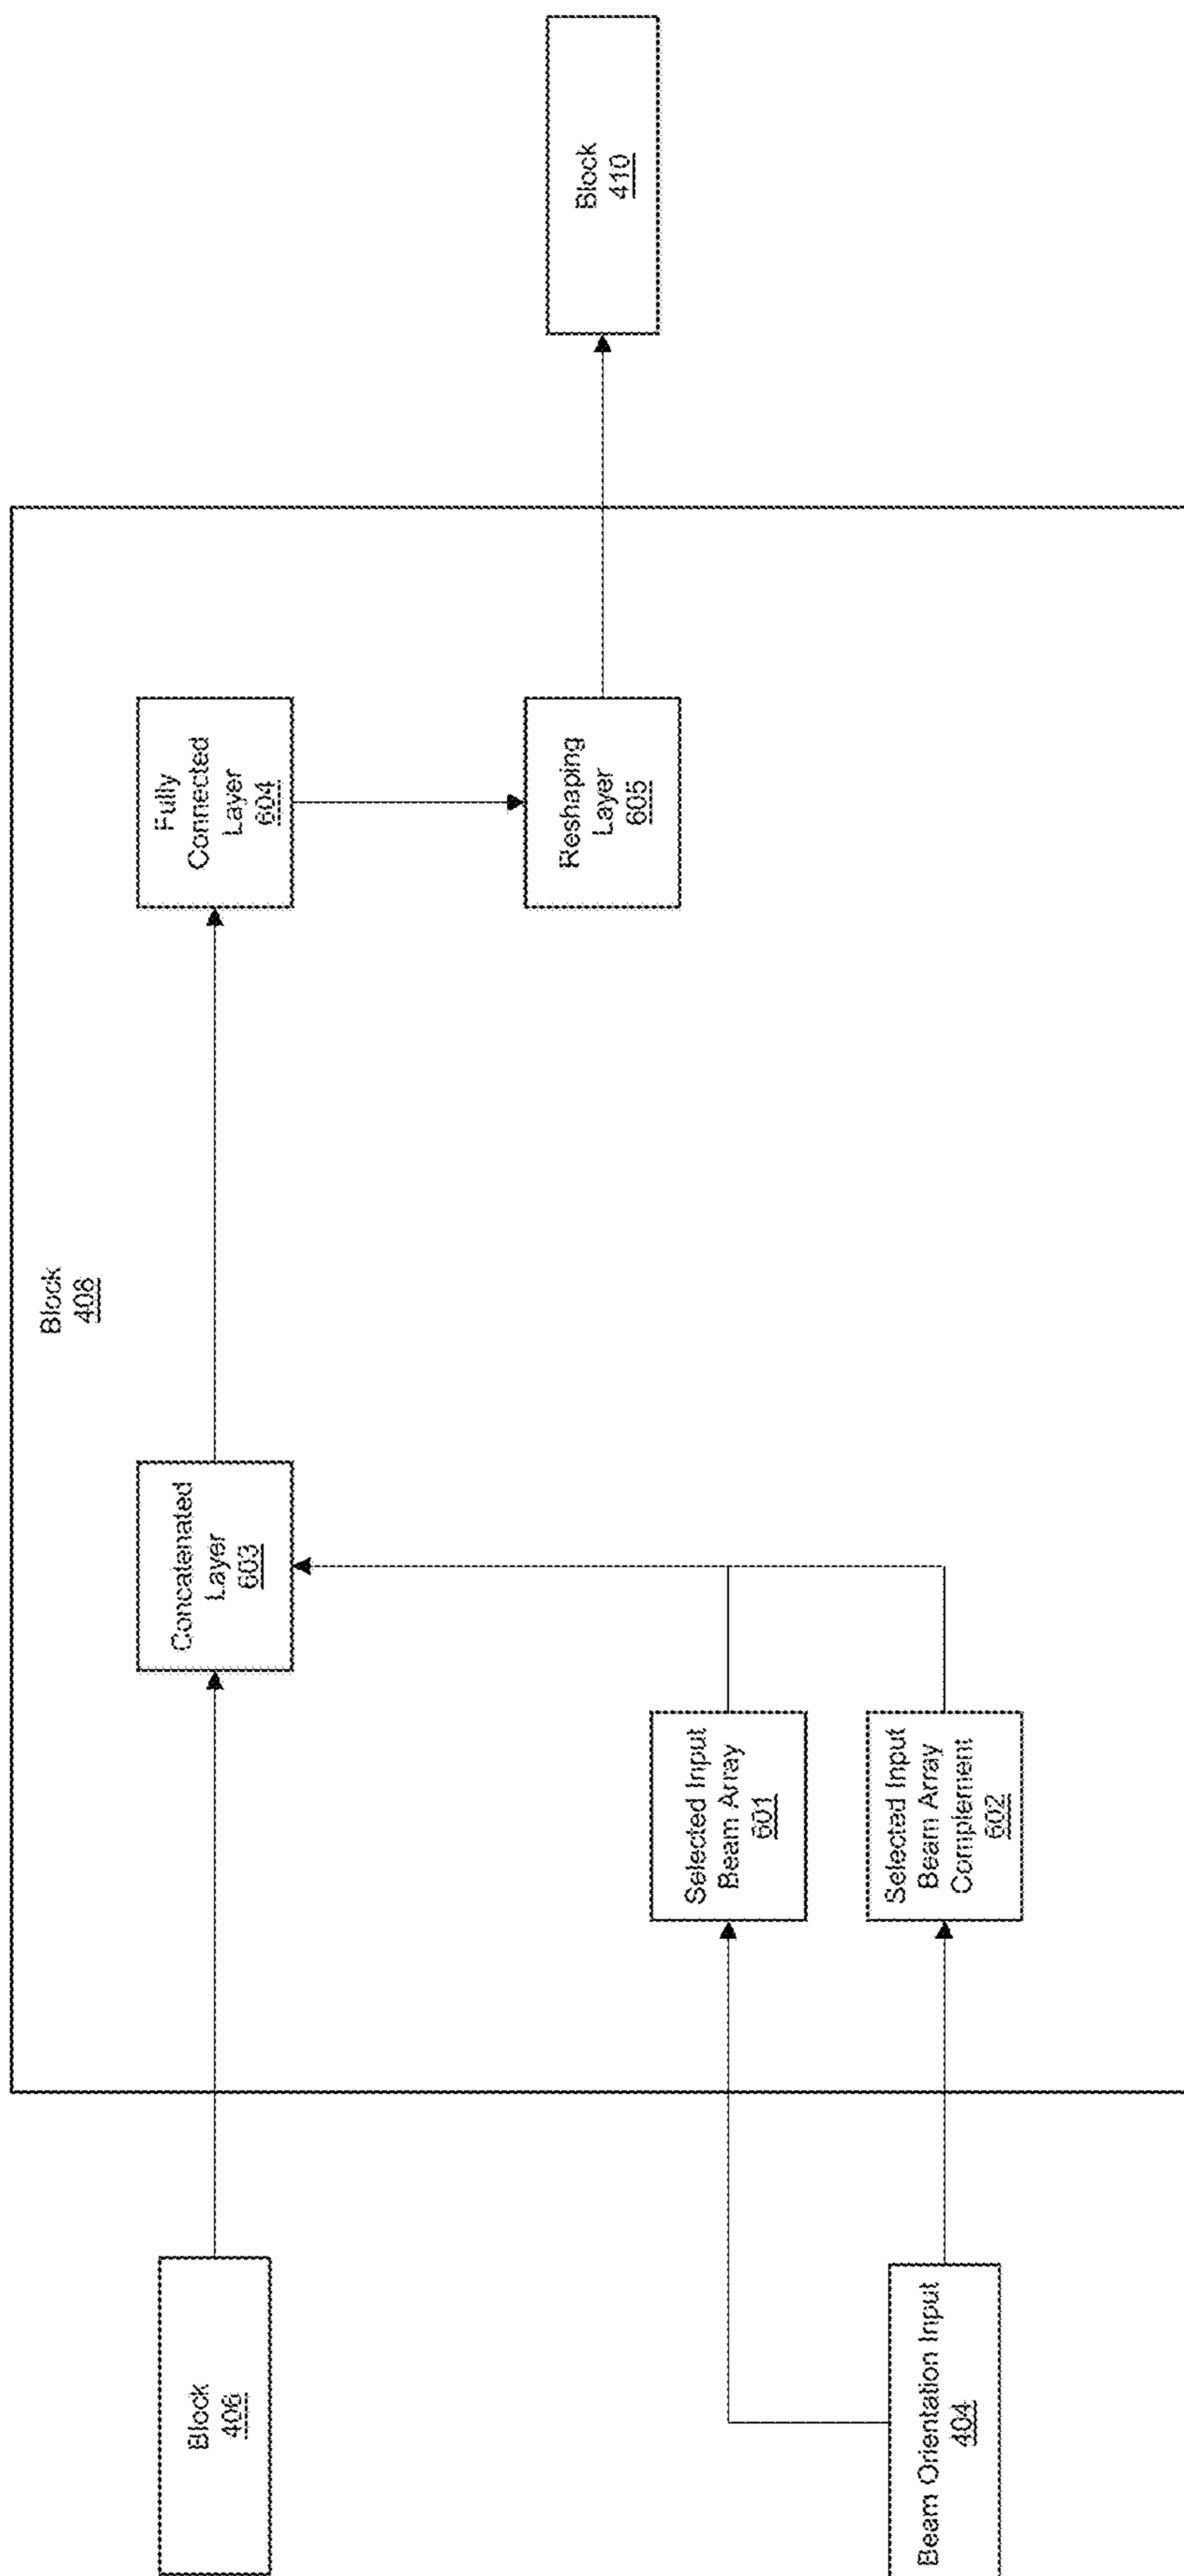 Block
406
Beam Orientation Input
404
Block
408
Selected Input
Beam Array
601
Selected Input
Beam Array
Complement
602
Concatenated
Layer
603
Fully
Connected
Layer
604
Reshaping
Layer
605
Block
410